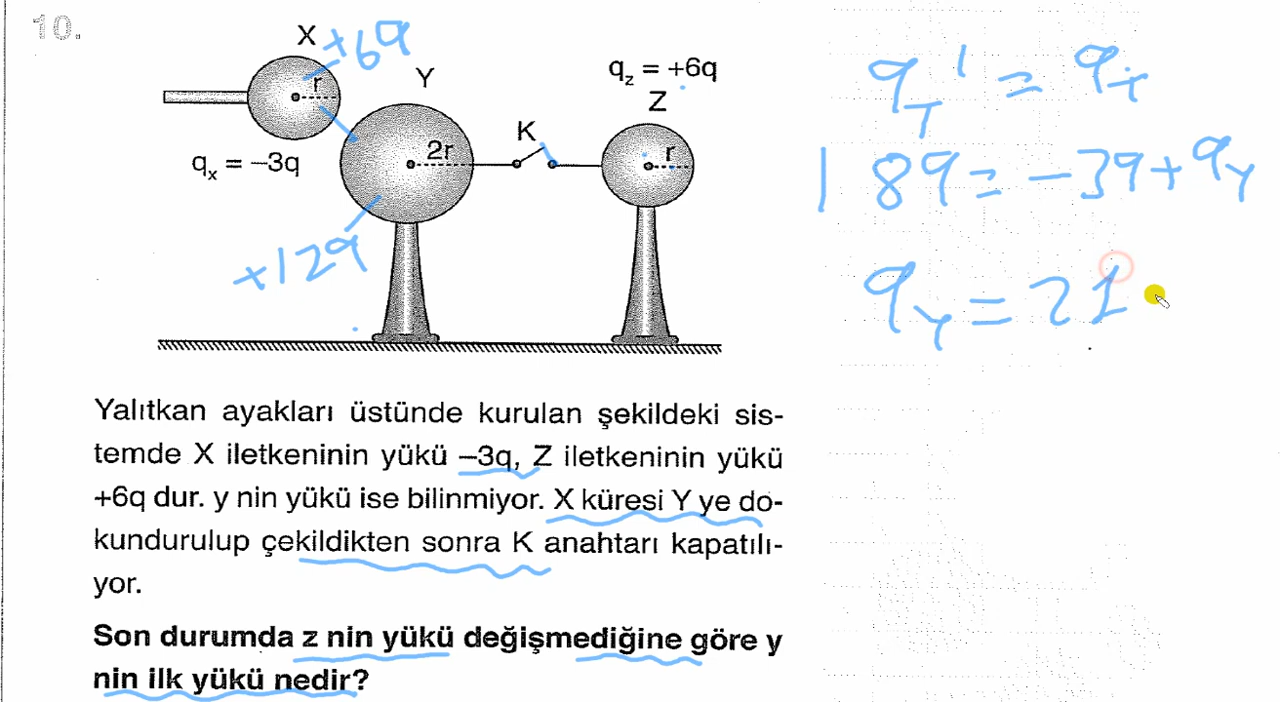 10.
X +6q
r
Y
q_z = +6q
Z
K
2r
r
q_x = −3q
+12q
q_T' = q_T
18q = −3q + q_Y
q_Y = 21
Yalıtkan ayakları üstünde kurulan şekildeki sis-
temde X iletkeninin yükü −3q, Z iletkeninin yükü
+6q dur. y nin yükü ise bilinmiyor. X küresi Y ye do-
kundurulup çekildikten sonra K anahtarı kapatılı-
yor.
Son durumda z nin yükü değişmediğine göre y
nin ilk yükü nedir?